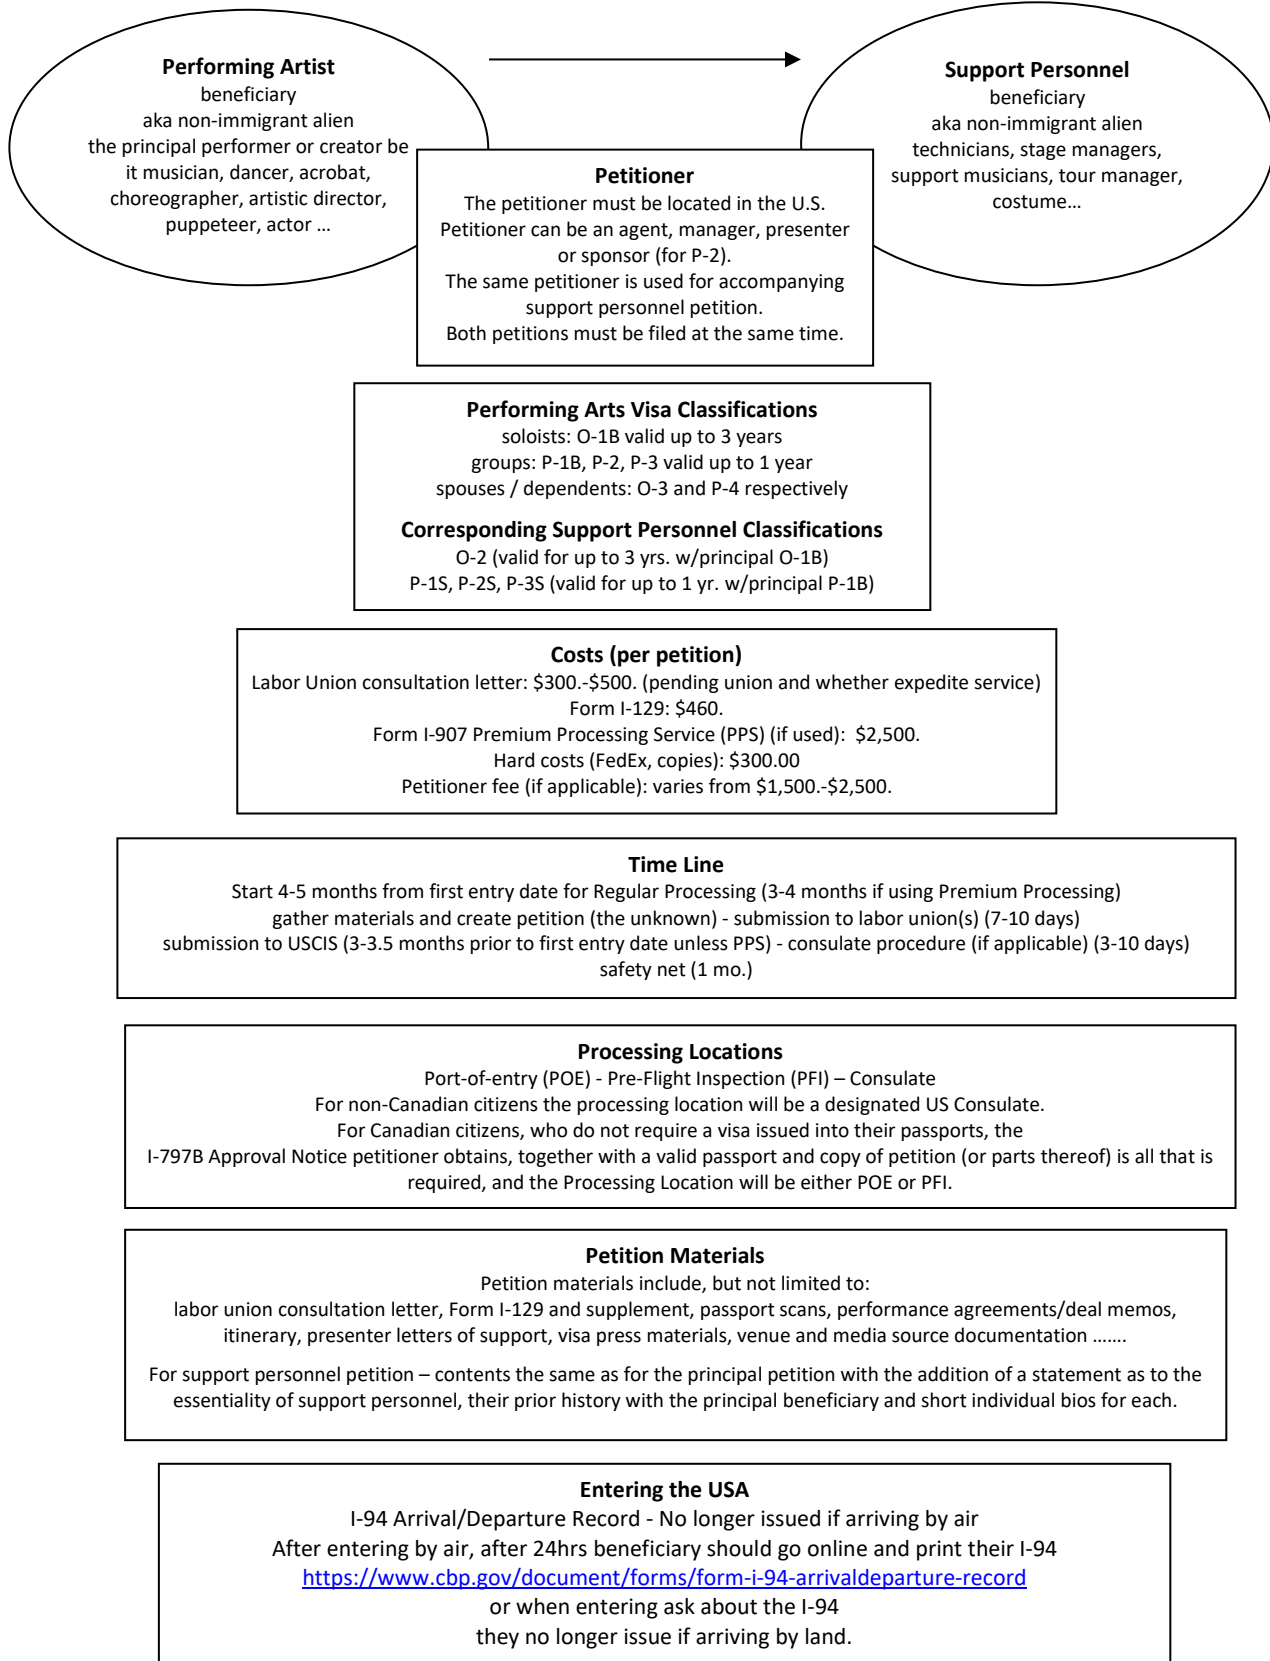 Performing Artist
beneficiary
aka non-immigrant alien
the principal performer or creator be
it musician, dancer, acrobat,
choreographer, artistic director,
puppeteer, actor …
Support Personnel
beneficiary
aka non-immigrant alien
technicians, stage managers,
support musicians, tour manager,
costume…
Petitioner
The petitioner must be located in the U.S.
Petitioner can be an agent, manager, presenter
or sponsor (for P-2).
The same petitioner is used for accompanying
support personnel petition.
Both petitions must be filed at the same time.
Performing Arts Visa Classifications
soloists: O-1B valid up to 3 years
groups: P-1B, P-2, P-3 valid up to 1 year
spouses / dependents: O-3 and P-4 respectively
Corresponding Support Personnel Classifications
O-2 (valid for up to 3 yrs. w/principal O-1B)
P-1S, P-2S, P-3S (valid for up to 1 yr. w/principal P-1B)
Costs (per petition)
Labor Union consultation letter: $300.-$500. (pending union and whether expedite service)
Form I-129: $460.
Form I-907 Premium Processing Service (PPS) (if used):  $2,500.
Hard costs (FedEx, copies): $300.00
Petitioner fee (if applicable): varies from $1,500.-$2,500.
Time Line
Start 4-5 months from first entry date for Regular Processing (3-4 months if using Premium Processing)
gather materials and create petition (the unknown) - submission to labor union(s) (7-10 days)
submission to USCIS (3-3.5 months prior to first entry date unless PPS) - consulate procedure (if applicable) (3-10 days)
safety net (1 mo.)
Processing Locations
Port-of-entry (POE) - Pre-Flight Inspection (PFI) – Consulate
For non-Canadian citizens the processing location will be a designated US Consulate.
For Canadian citizens, who do not require a visa issued into their passports, the
I-797B Approval Notice petitioner obtains, together with a valid passport and copy of petition (or parts thereof) is all that is
required, and the Processing Location will be either POE or PFI.
Petition Materials
Petition materials include, but not limited to:
labor union consultation letter, Form I-129 and supplement, passport scans, performance agreements/deal memos,
itinerary, presenter letters of support, visa press materials, venue and media source documentation …….
For support personnel petition – contents the same as for the principal petition with the addition of a statement as to the
essentiality of support personnel, their prior history with the principal beneficiary and short individual bios for each.
Entering the USA
I-94 Arrival/Departure Record - No longer issued if arriving by air
After entering by air, after 24hrs beneficiary should go online and print their I-94
https://www.cbp.gov/document/forms/form-i-94-arrivaldeparture-record
or when entering ask about the I-94
they no longer issue if arriving by land.